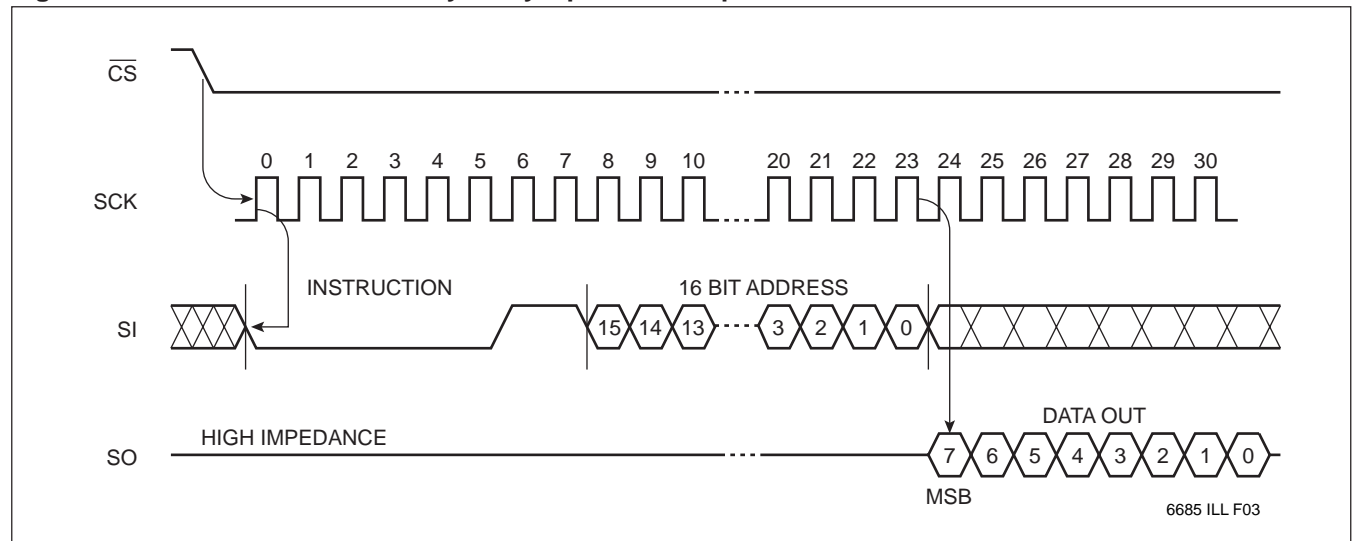 CS
0 1 2 3 4 5 6 7 8 9 10 20 21 22 23 24 25 26 27 28 29 30
SCK
INSTRUCTION 16 BIT ADDRESS
SI 15 14 13 3 2 1 0
DATA OUT
HIGH IMPEDANCE
SO 7 6 5 4 3 2 1 0
MSB
6685 ILL F03